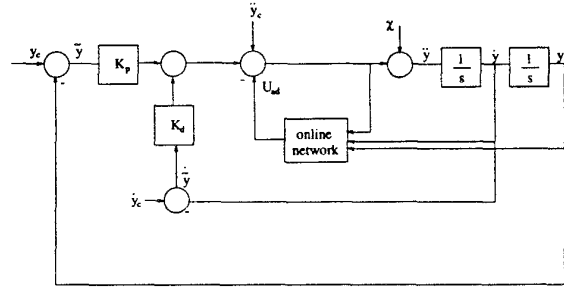 ÿ_c
χ
y_c
ỹ
K_p
ÿ
1/s
ẏ
1/s
y
-
-
U_ad
K_d
online
network
ỹ̇
ẏ_c
-